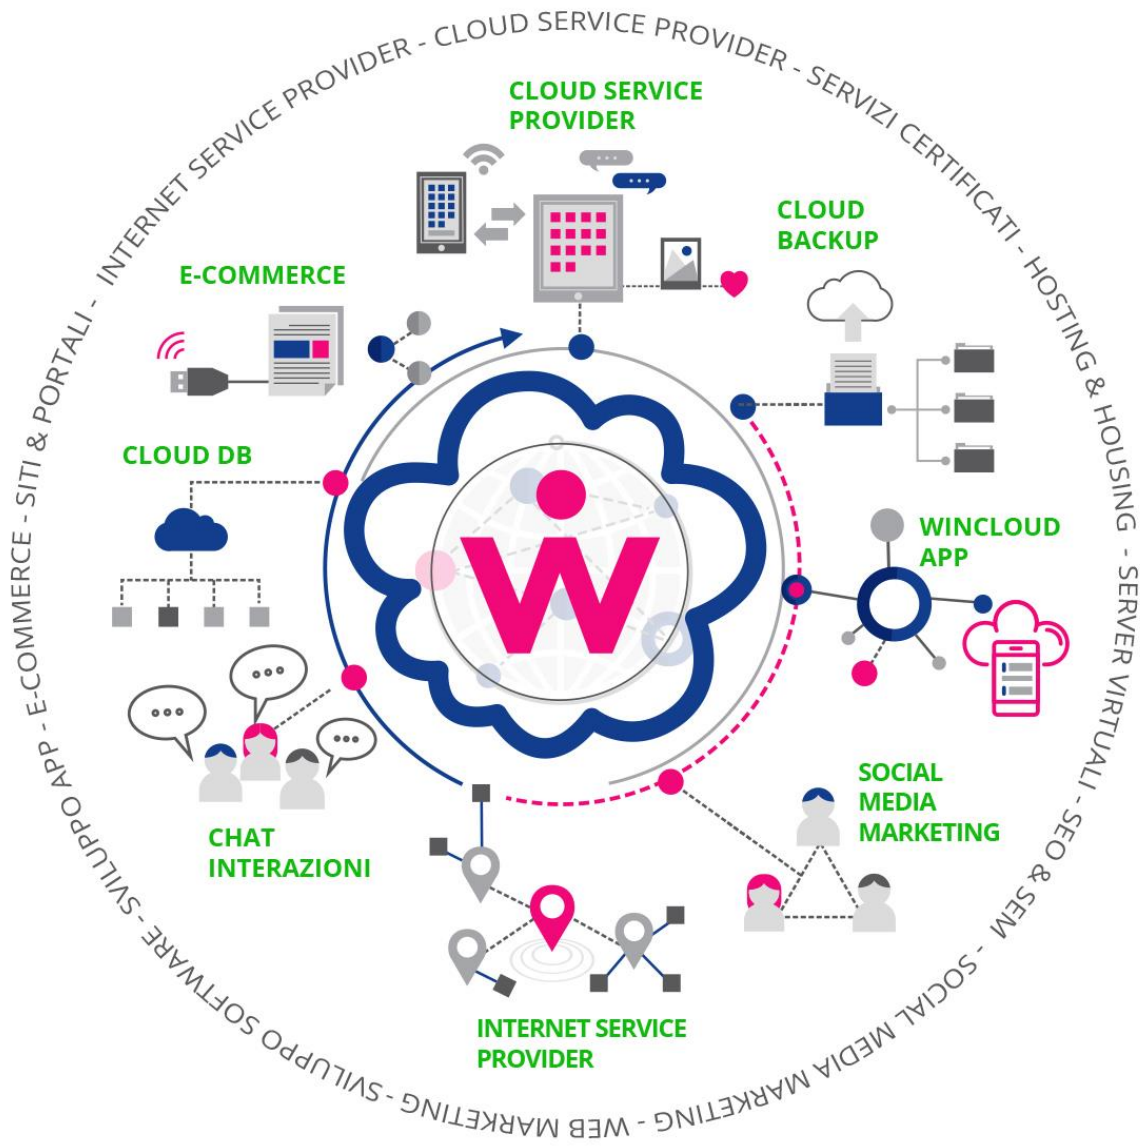 INTERNET SERVICE PROVIDER - CLOUD SERVICE PROVIDER - SERVIZI CERTIFICATI - HOSTING & HOUSING - SERVER VIRTUALI - SEO & SEM - SOCIAL MEDIA MARKETING - WEB MARKETING - SVILUPPO SOFTWARE - SVILUPPO APP - E-COMMERCE - SITI & PORTALI -
CLOUD SERVICE
PROVIDER
CLOUD
BACKUP
E-COMMERCE
CLOUD DB
WINCLOUD
APP
W
SOCIAL
MEDIA
MARKETING
CHAT
INTERAZIONI
INTERNET SERVICE
PROVIDER